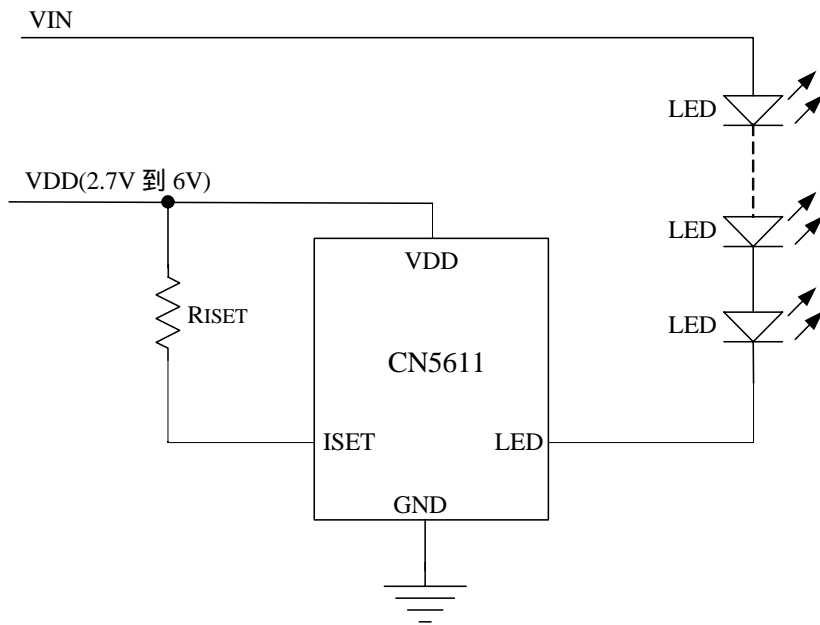 VIN
LED
VDD(2.7V 到 6V)
LED
VDD
RISET
LED
CN5611
ISET
LED
GND